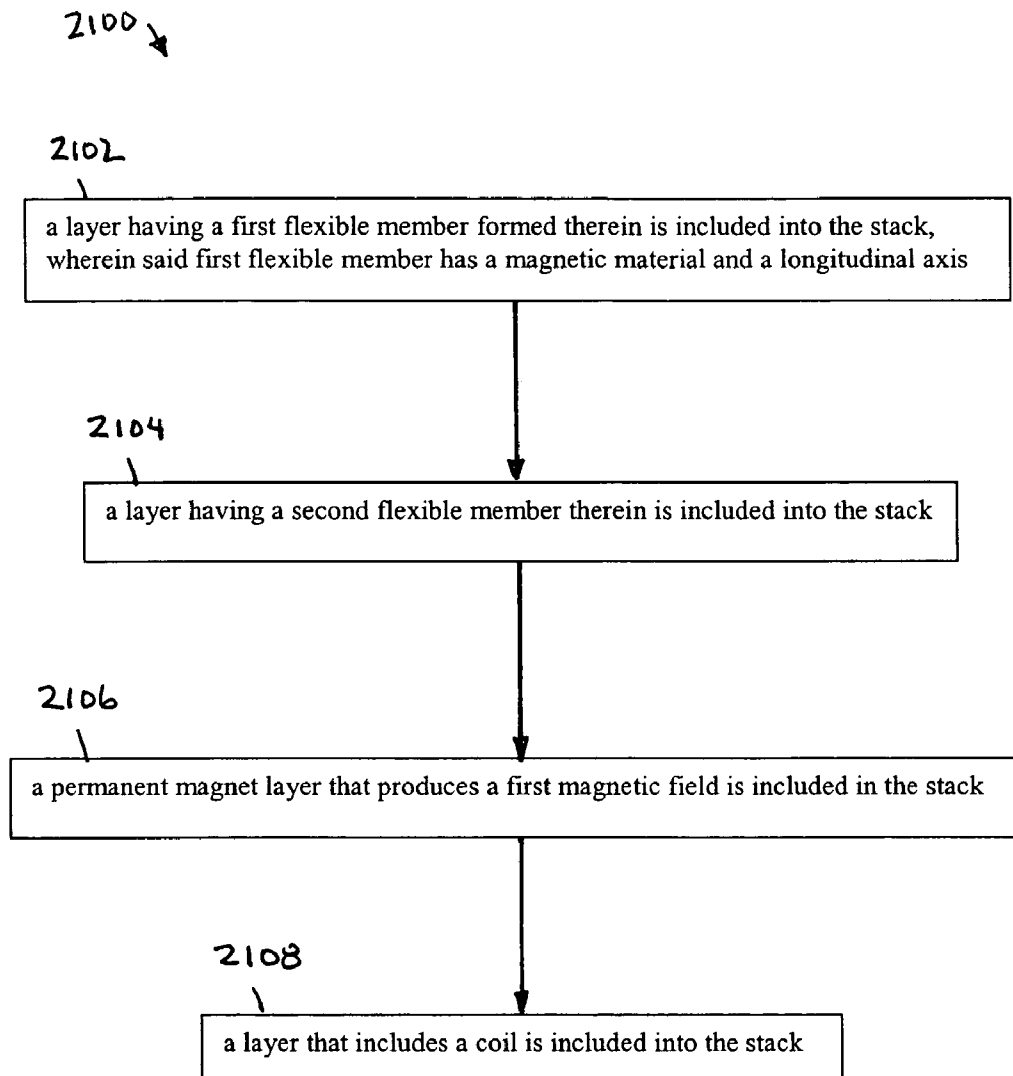 2100
2102
a layer having a first flexible member formed therein is included into the stack,
wherein said first flexible member has a magnetic material and a longitudinal axis
2104
a layer having a second flexible member therein is included into the stack
2106
a permanent magnet layer that produces a first magnetic field is included in the stack
2108
a layer that includes a coil is included into the stack